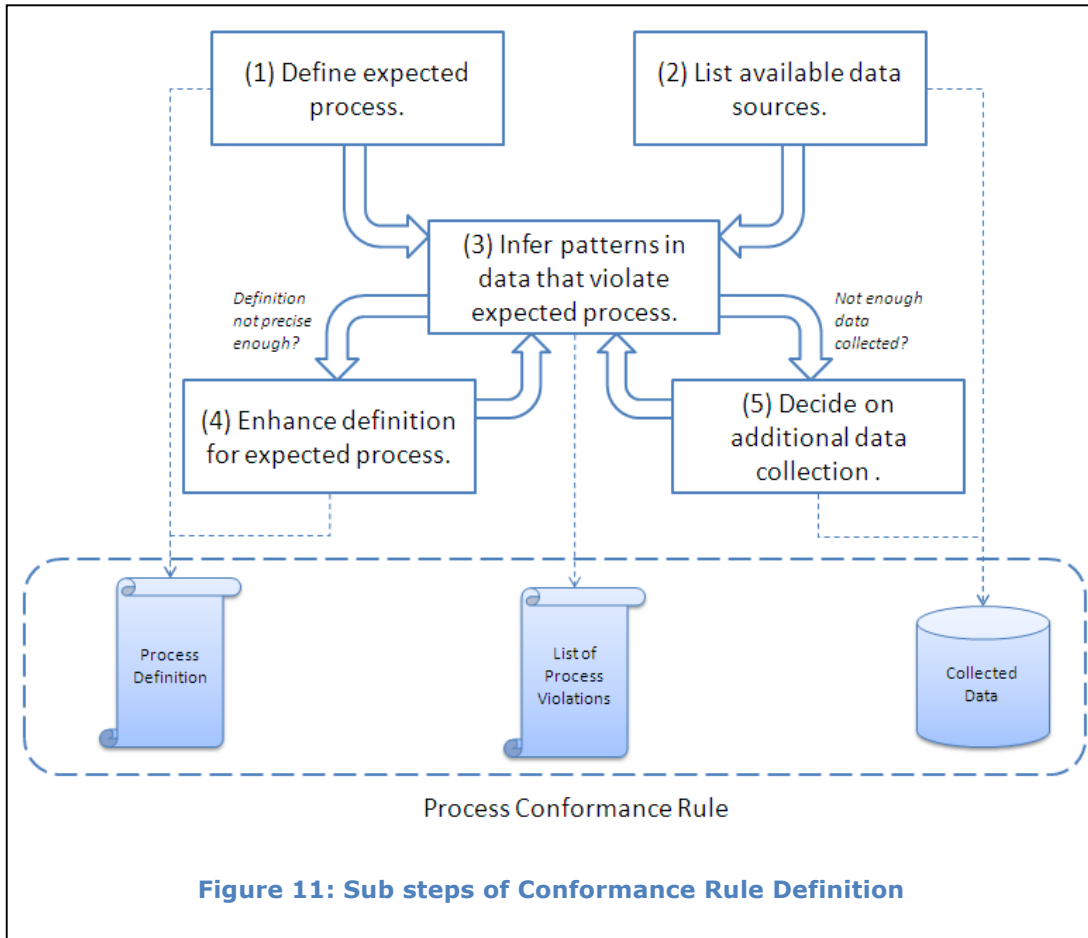 (1) Define expected
process.
(2) List available data
sources.
(3) Infer patterns in
data that violate
expected process.
Definition
not precise
enough?
Not enough
data
collected?
(4) Enhance definition
for expected process.
(5) Decide on
additional data
collection .
Process
Definition
List of
Process
Violations
Collected
Data
Process Conformance Rule
Figure 11: Sub steps of Conformance Rule Definition